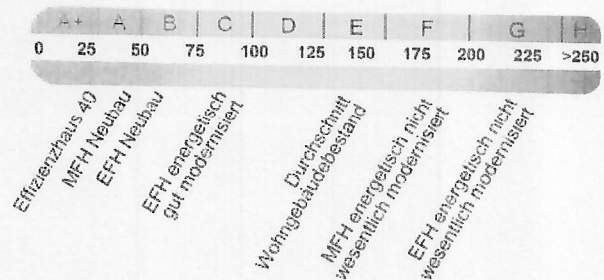 A+ A B C D E F G H
0 25 50 75 100 125 150 175 200 225 >250
Effizienzhaus 40
MFH Neubau
EFH Neubau
EFH energetisch
gut modernisiert
Durchschnitt
Wohngebäudebestand
MFH energetisch nicht
wesentlich modernisiert
EFH energetisch nicht
wesentlich modernisiert